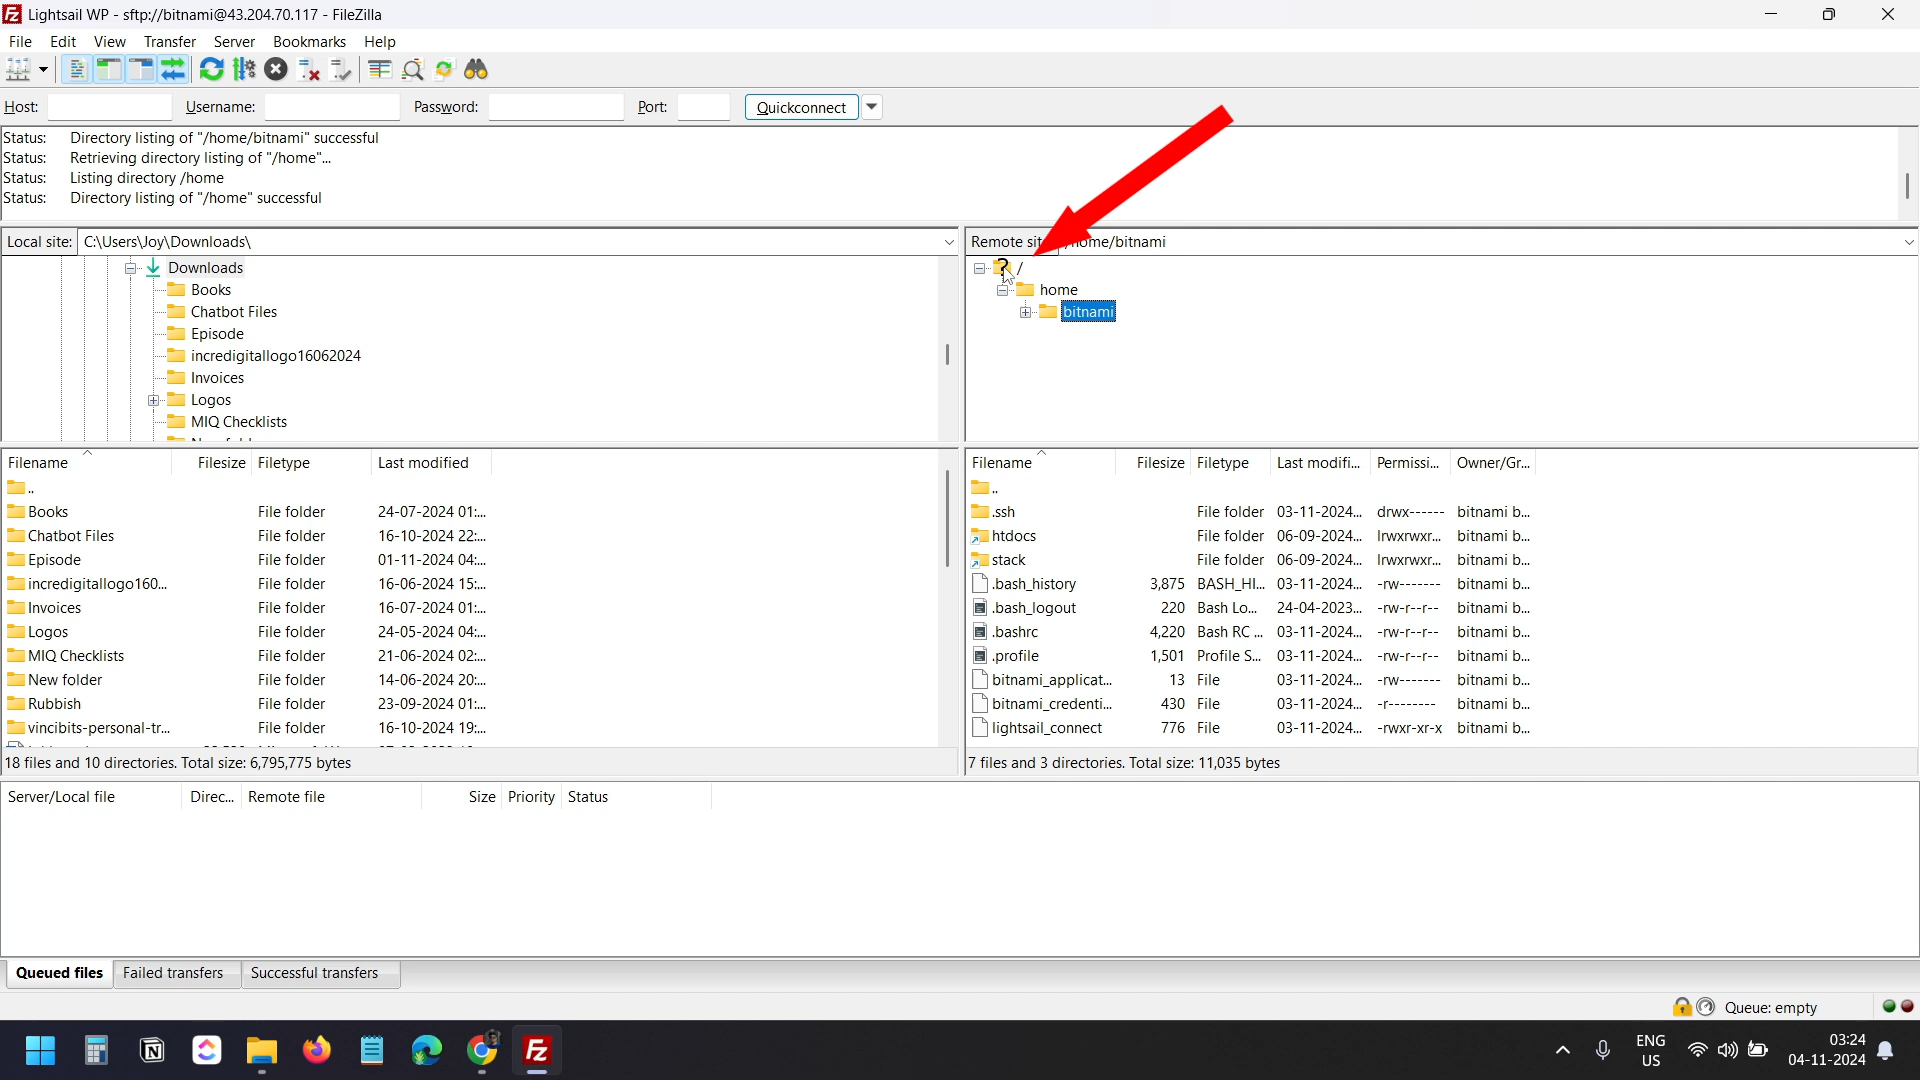 Lightsail WP - sftp://bitnami@43.204.70.117 - FileZilla
File Edit View Transfer Server Bookmarks Help
Host: Username: Password: Port: Quickconnect
Status: Directory listing of "/home/bitnami" successful
Status: Retrieving directory listing of "/home"...
Status: Listing directory /home
Status: Directory listing of "/home" successful
Local site: C:\Users\Joy\Downloads\
Remote sit /home/bitnami
Downloads
Books
Chatbot Files
Episode
incredigitallogo16062024
Invoices
Logos
MIQ Checklists
? /
home
bitnami
Filename Filesize Filetype Last modified
..
Books File folder 24-07-2024 01:...
Chatbot Files File folder 16-10-2024 22:...
Episode File folder 01-11-2024 04:...
incredigitallogo160... File folder 16-06-2024 15:...
Invoices File folder 16-07-2024 01:...
Logos File folder 24-05-2024 04:...
MIQ Checklists File folder 21-06-2024 02:...
New folder File folder 14-06-2024 20:...
Rubbish File folder 23-09-2024 01:...
vincibits-personal-tr... File folder 16-10-2024 19:...
18 files and 10 directories. Total size: 6,795,775 bytes
Filename Filesize Filetype Last modifi... Permissi... Owner/Gr...
..
.ssh File folder 03-11-2024... drwx------ bitnami b...
htdocs File folder 06-09-2024... lrwxrwxr... bitnami b...
stack File folder 06-09-2024... lrwxrwxr... bitnami b...
.bash_history 3,875 BASH_HI... 03-11-2024... -rw------- bitnami b...
.bash_logout 220 Bash Lo... 24-04-2023... -rw-r--r-- bitnami b...
.bashrc 4,220 Bash RC ... 03-11-2024... -rw-r--r-- bitnami b...
.profile 1,501 Profile S... 03-11-2024... -rw-r--r-- bitnami b...
bitnami_applicat... 13 File 03-11-2024... -rw------- bitnami b...
bitnami_credenti... 430 File 03-11-2024... -r-------- bitnami b...
lightsail_connect 776 File 03-11-2024... -rwxr-xr-x bitnami b...
7 files and 3 directories. Total size: 11,035 bytes
Server/Local file Direc... Remote file Size Priority Status
Queued files Failed transfers Successful transfers
Queue: empty
ENG
US
03:24
04-11-2024